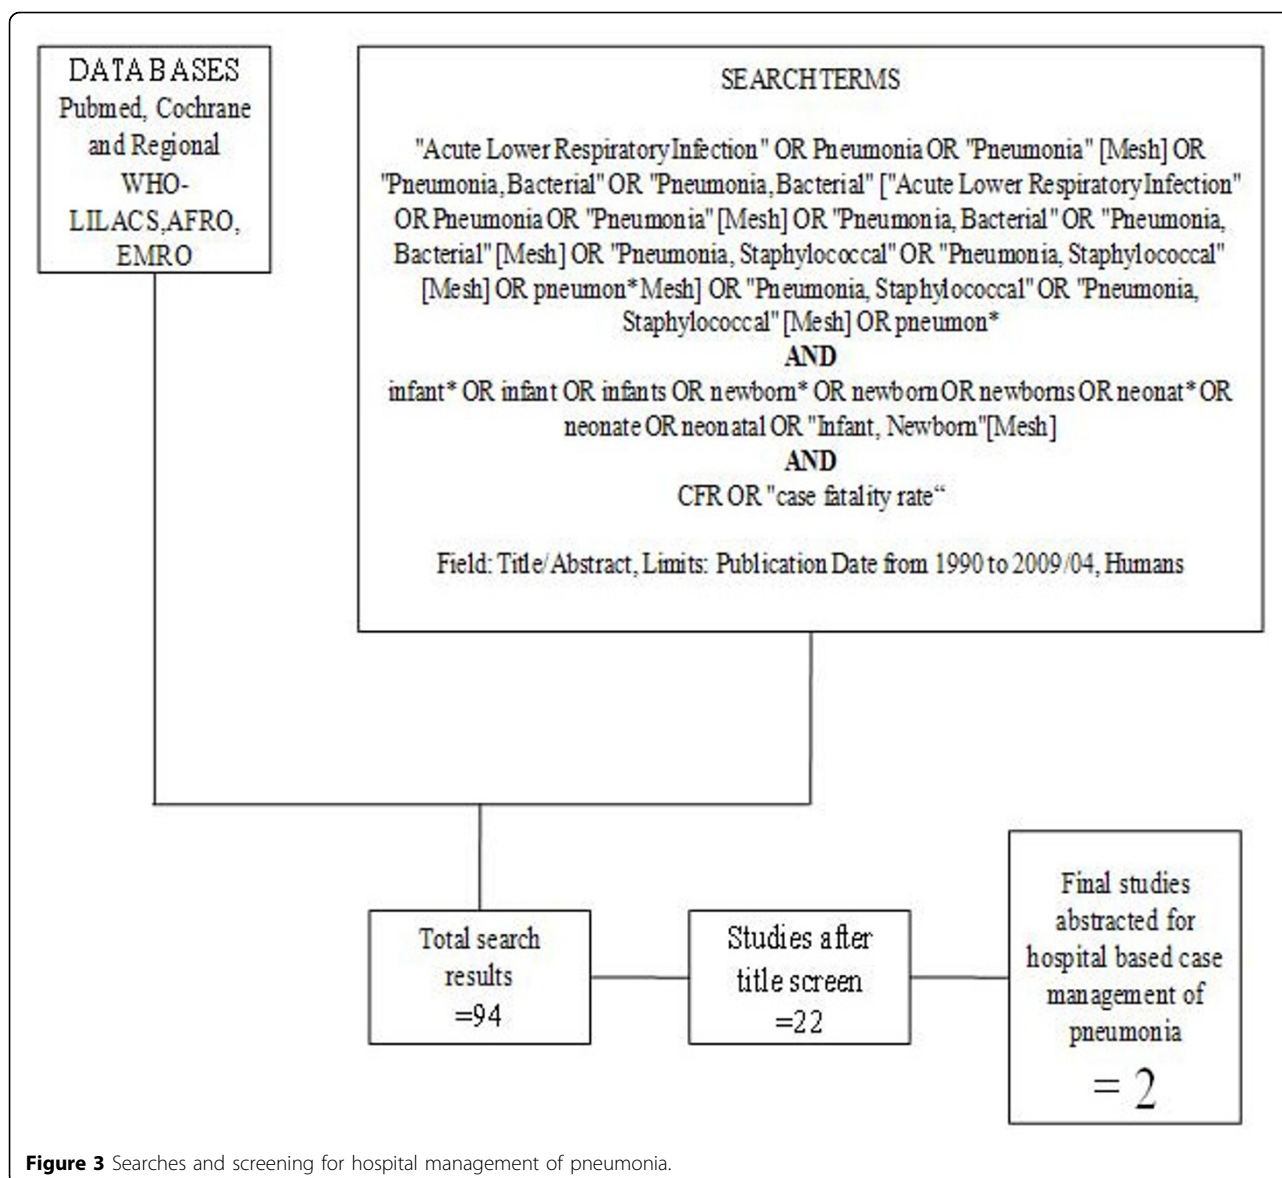 DATABASES
Pubmed, Cochrane
and Regional
WHO-
LILACS,AFRO,
EMRO
SEARCH TERMS
"Acute Lower Respiratory Infection" OR Pneumonia OR "Pneumonia" [Mesh] OR
"Pneumonia, Bacterial" OR "Pneumonia, Bacterial" ["Acute Lower Respiratory Infection"
OR Pneumonia OR "Pneumonia" [Mesh] OR "Pneumonia, Bacterial" OR "Pneumonia,
Bacterial" [Mesh] OR "Pneumonia, Staphylococcal" OR "Pneumonia, Staphylococcal"
[Mesh] OR pneumon* Mesh] OR "Pneumonia, Staphylococcal" OR "Pneumonia,
Staphylococcal" [Mesh] OR pneumon*
AND
infant* OR infant OR infants OR newborn* OR newborn OR newborns OR neonat* OR
neonate OR neonatal OR "Infant, Newborn"[Mesh]
AND
CFR OR "case fatality rate“
Field: Title/Abstract, Limits: Publication Date from 1990 to 2009/04, Humans
Total search
results
=94
Studies after
title screen
=22
Final studies
abstracted for
hospital based case
management of
pneumonia
= 2
Figure 3 Searches and screening for hospital management of pneumonia.